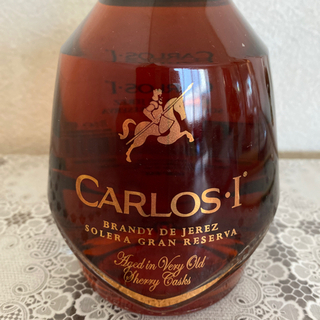 CARLOS·I
BRANDY DE JEREZ
SOLERA GRAN RESERVA
Aged in Very Old
Sherry Casks